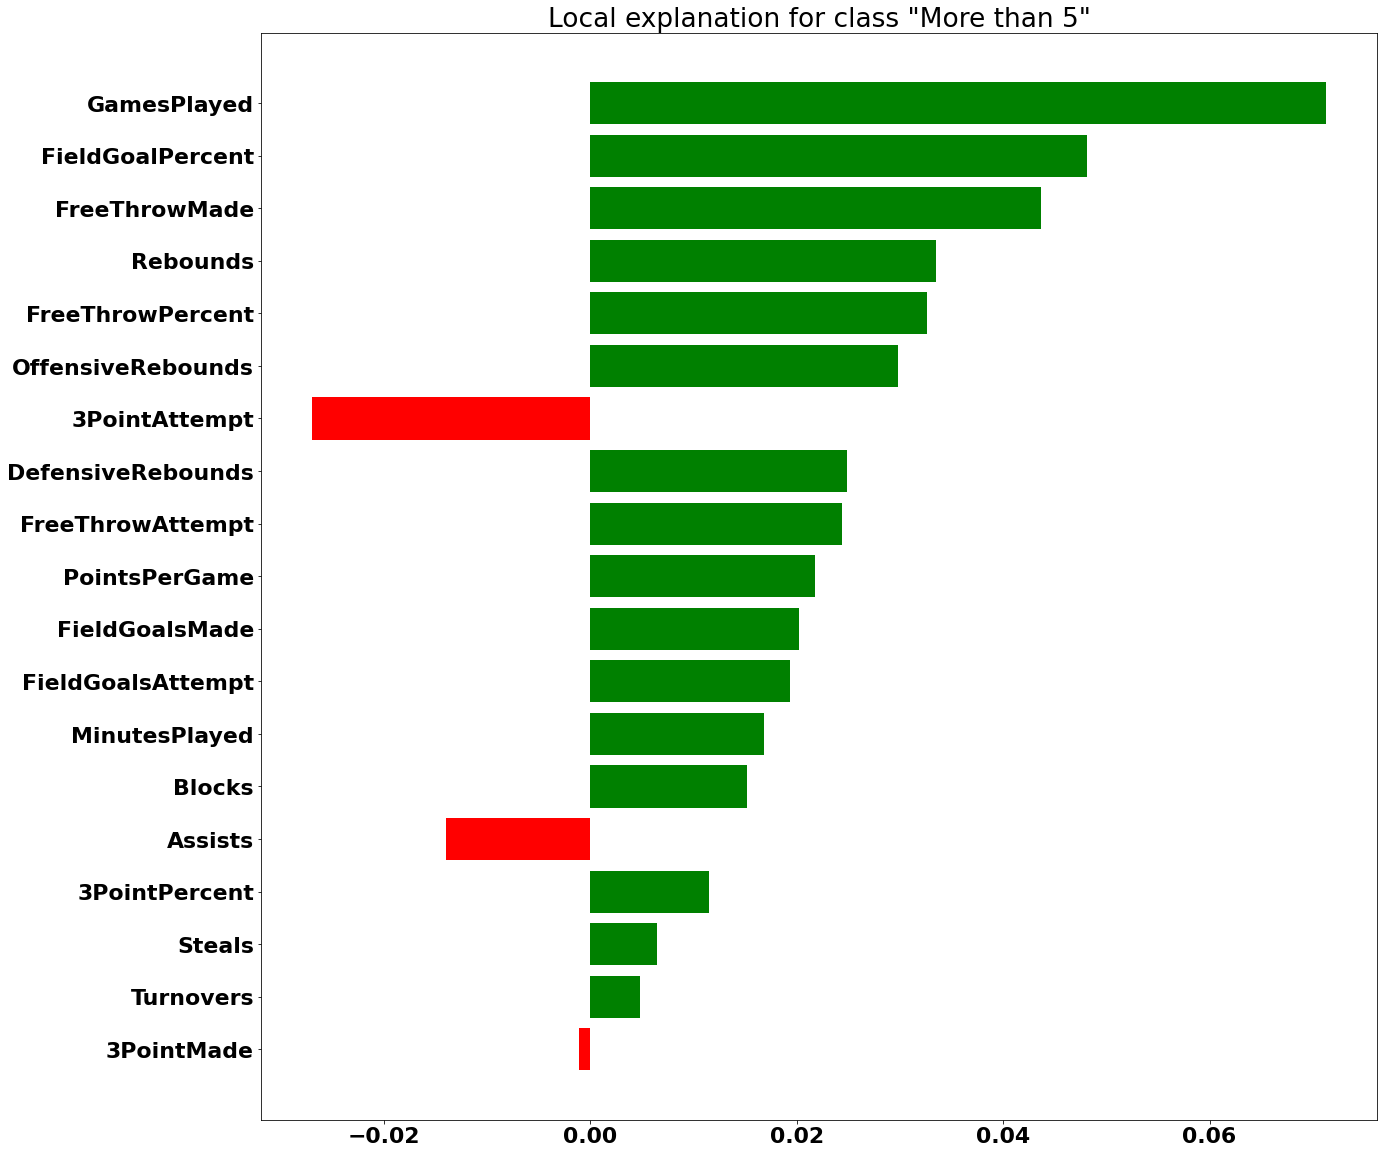 Local explanation for class "More than 5"
GamesPlayed
FieldGoalPercent
FreeThrowMade
Rebounds
FreeThrowPercent
OffensiveRebounds
3PointAttempt
DefensiveRebounds
FreeThrowAttempt
PointsPerGame
FieldGoalsMade
FieldGoalsAttempt
MinutesPlayed
Blocks
Assists
3PointPercent
Steals
Turnovers
3PointMade
−0.02 0.00 0.02 0.04 0.06